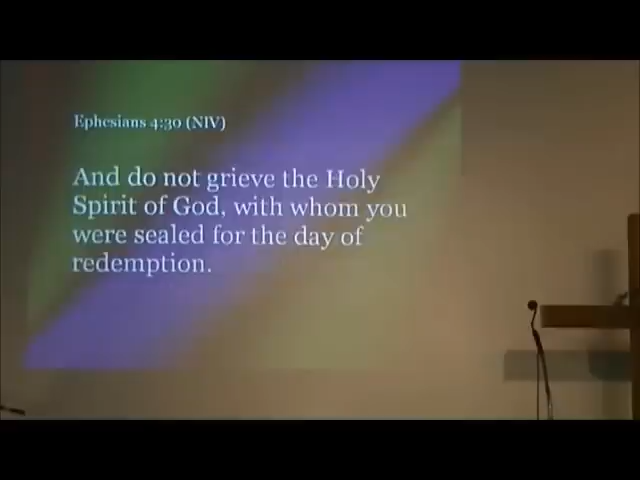 Ephesians 4:30 (NIV)
And do not grieve the Holy
Spirit of God, with whom you
were sealed for the day of
redemption.